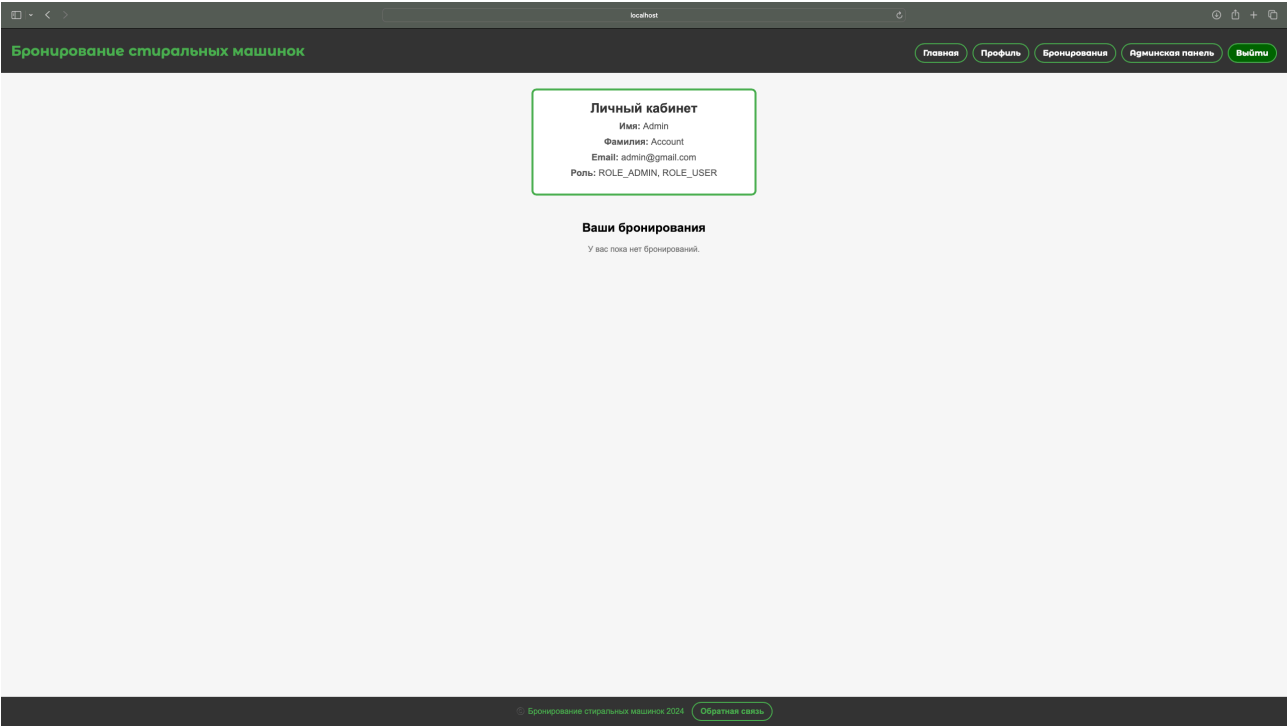 localhost
Бронирование стиральных машинок
Главная
Профиль
Бронирования
Админская панель
Выйти
Личный кабинет
Имя: Admin
Фамилия: Account
Email: admin@gmail.com
Роль: ROLE_ADMIN, ROLE_USER
Ваши бронирования
У вас пока нет бронирований.
© Бронирование стиральных машинок 2024
Обратная связь